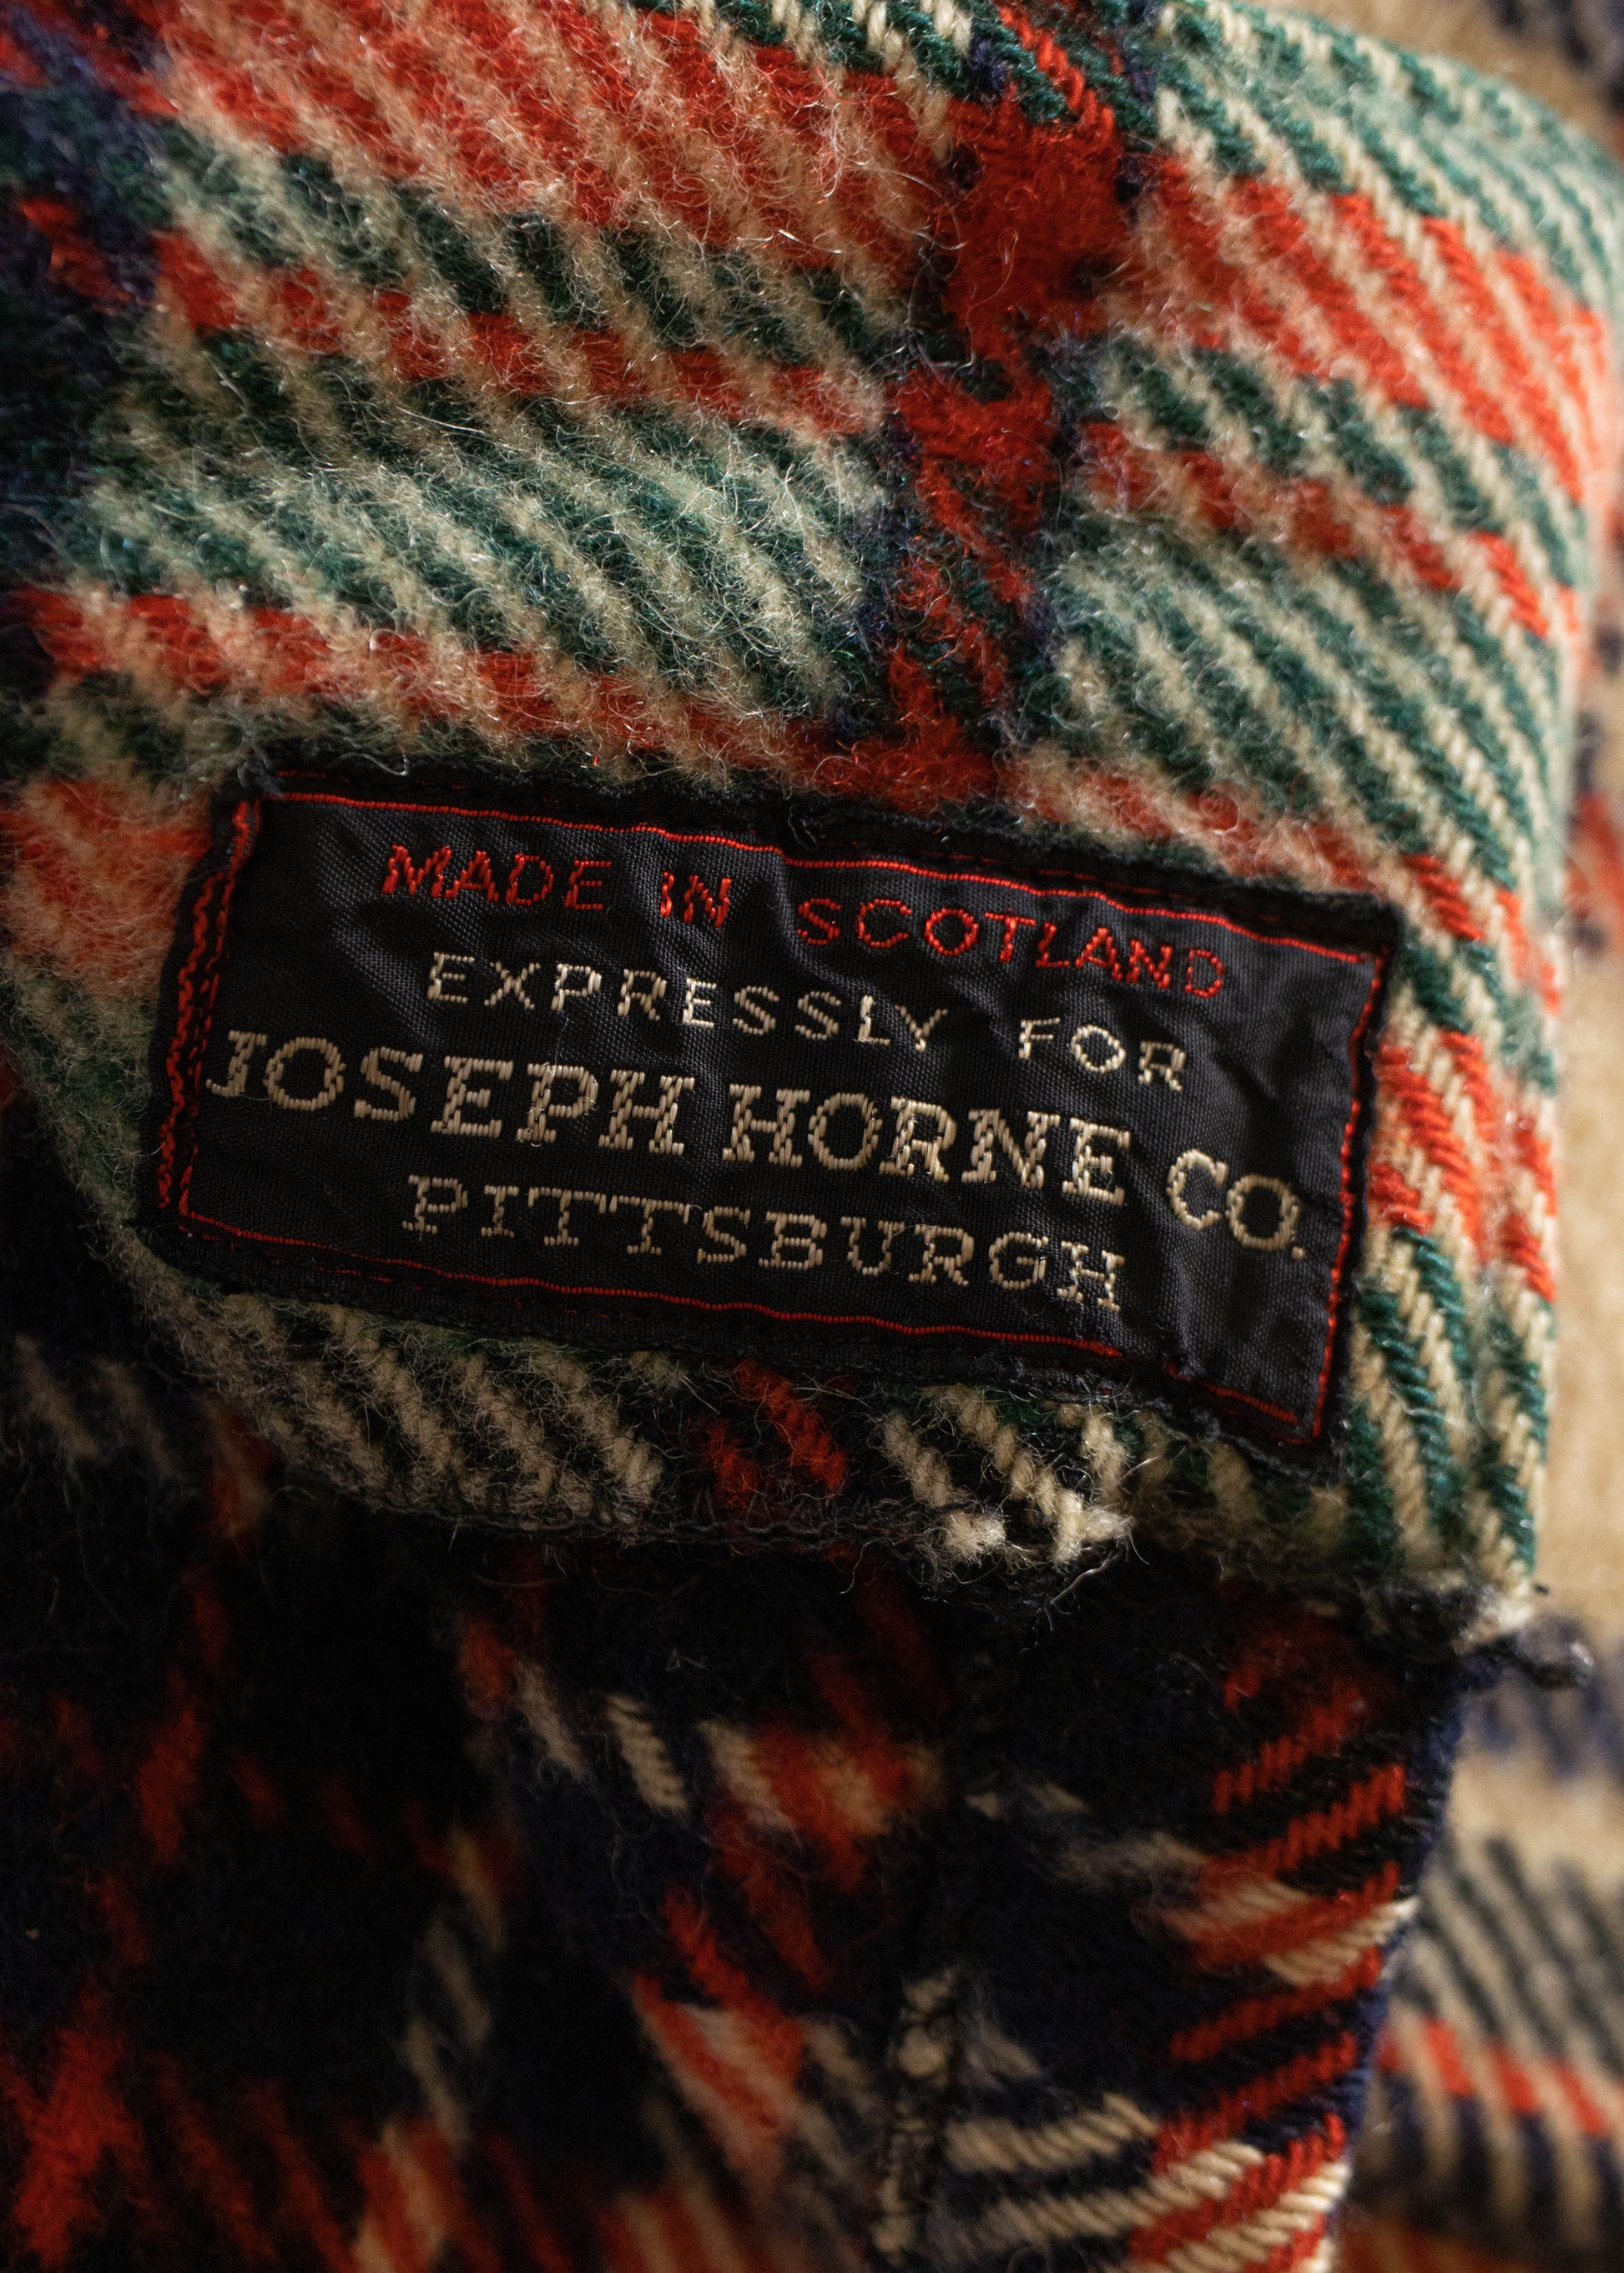 MADE IN SCOTLAND
EXPRESSLY FOR
JOSEPH HORNE CO.
PITTSBURGH